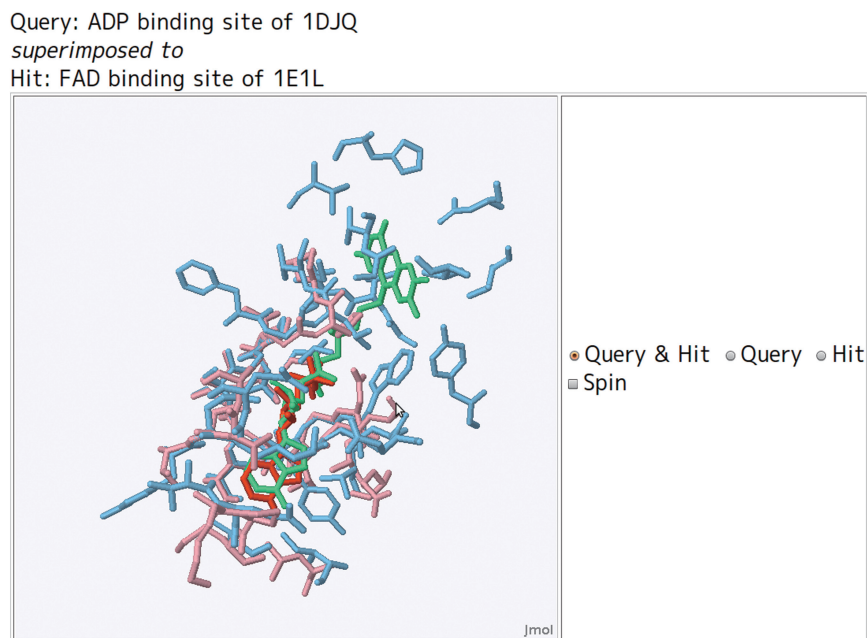 Query: ADP binding site of 1DJQ
superimposed to
Hit: FAD binding site of 1E1L
Query & Hit Query Hit
Spin
Jmol